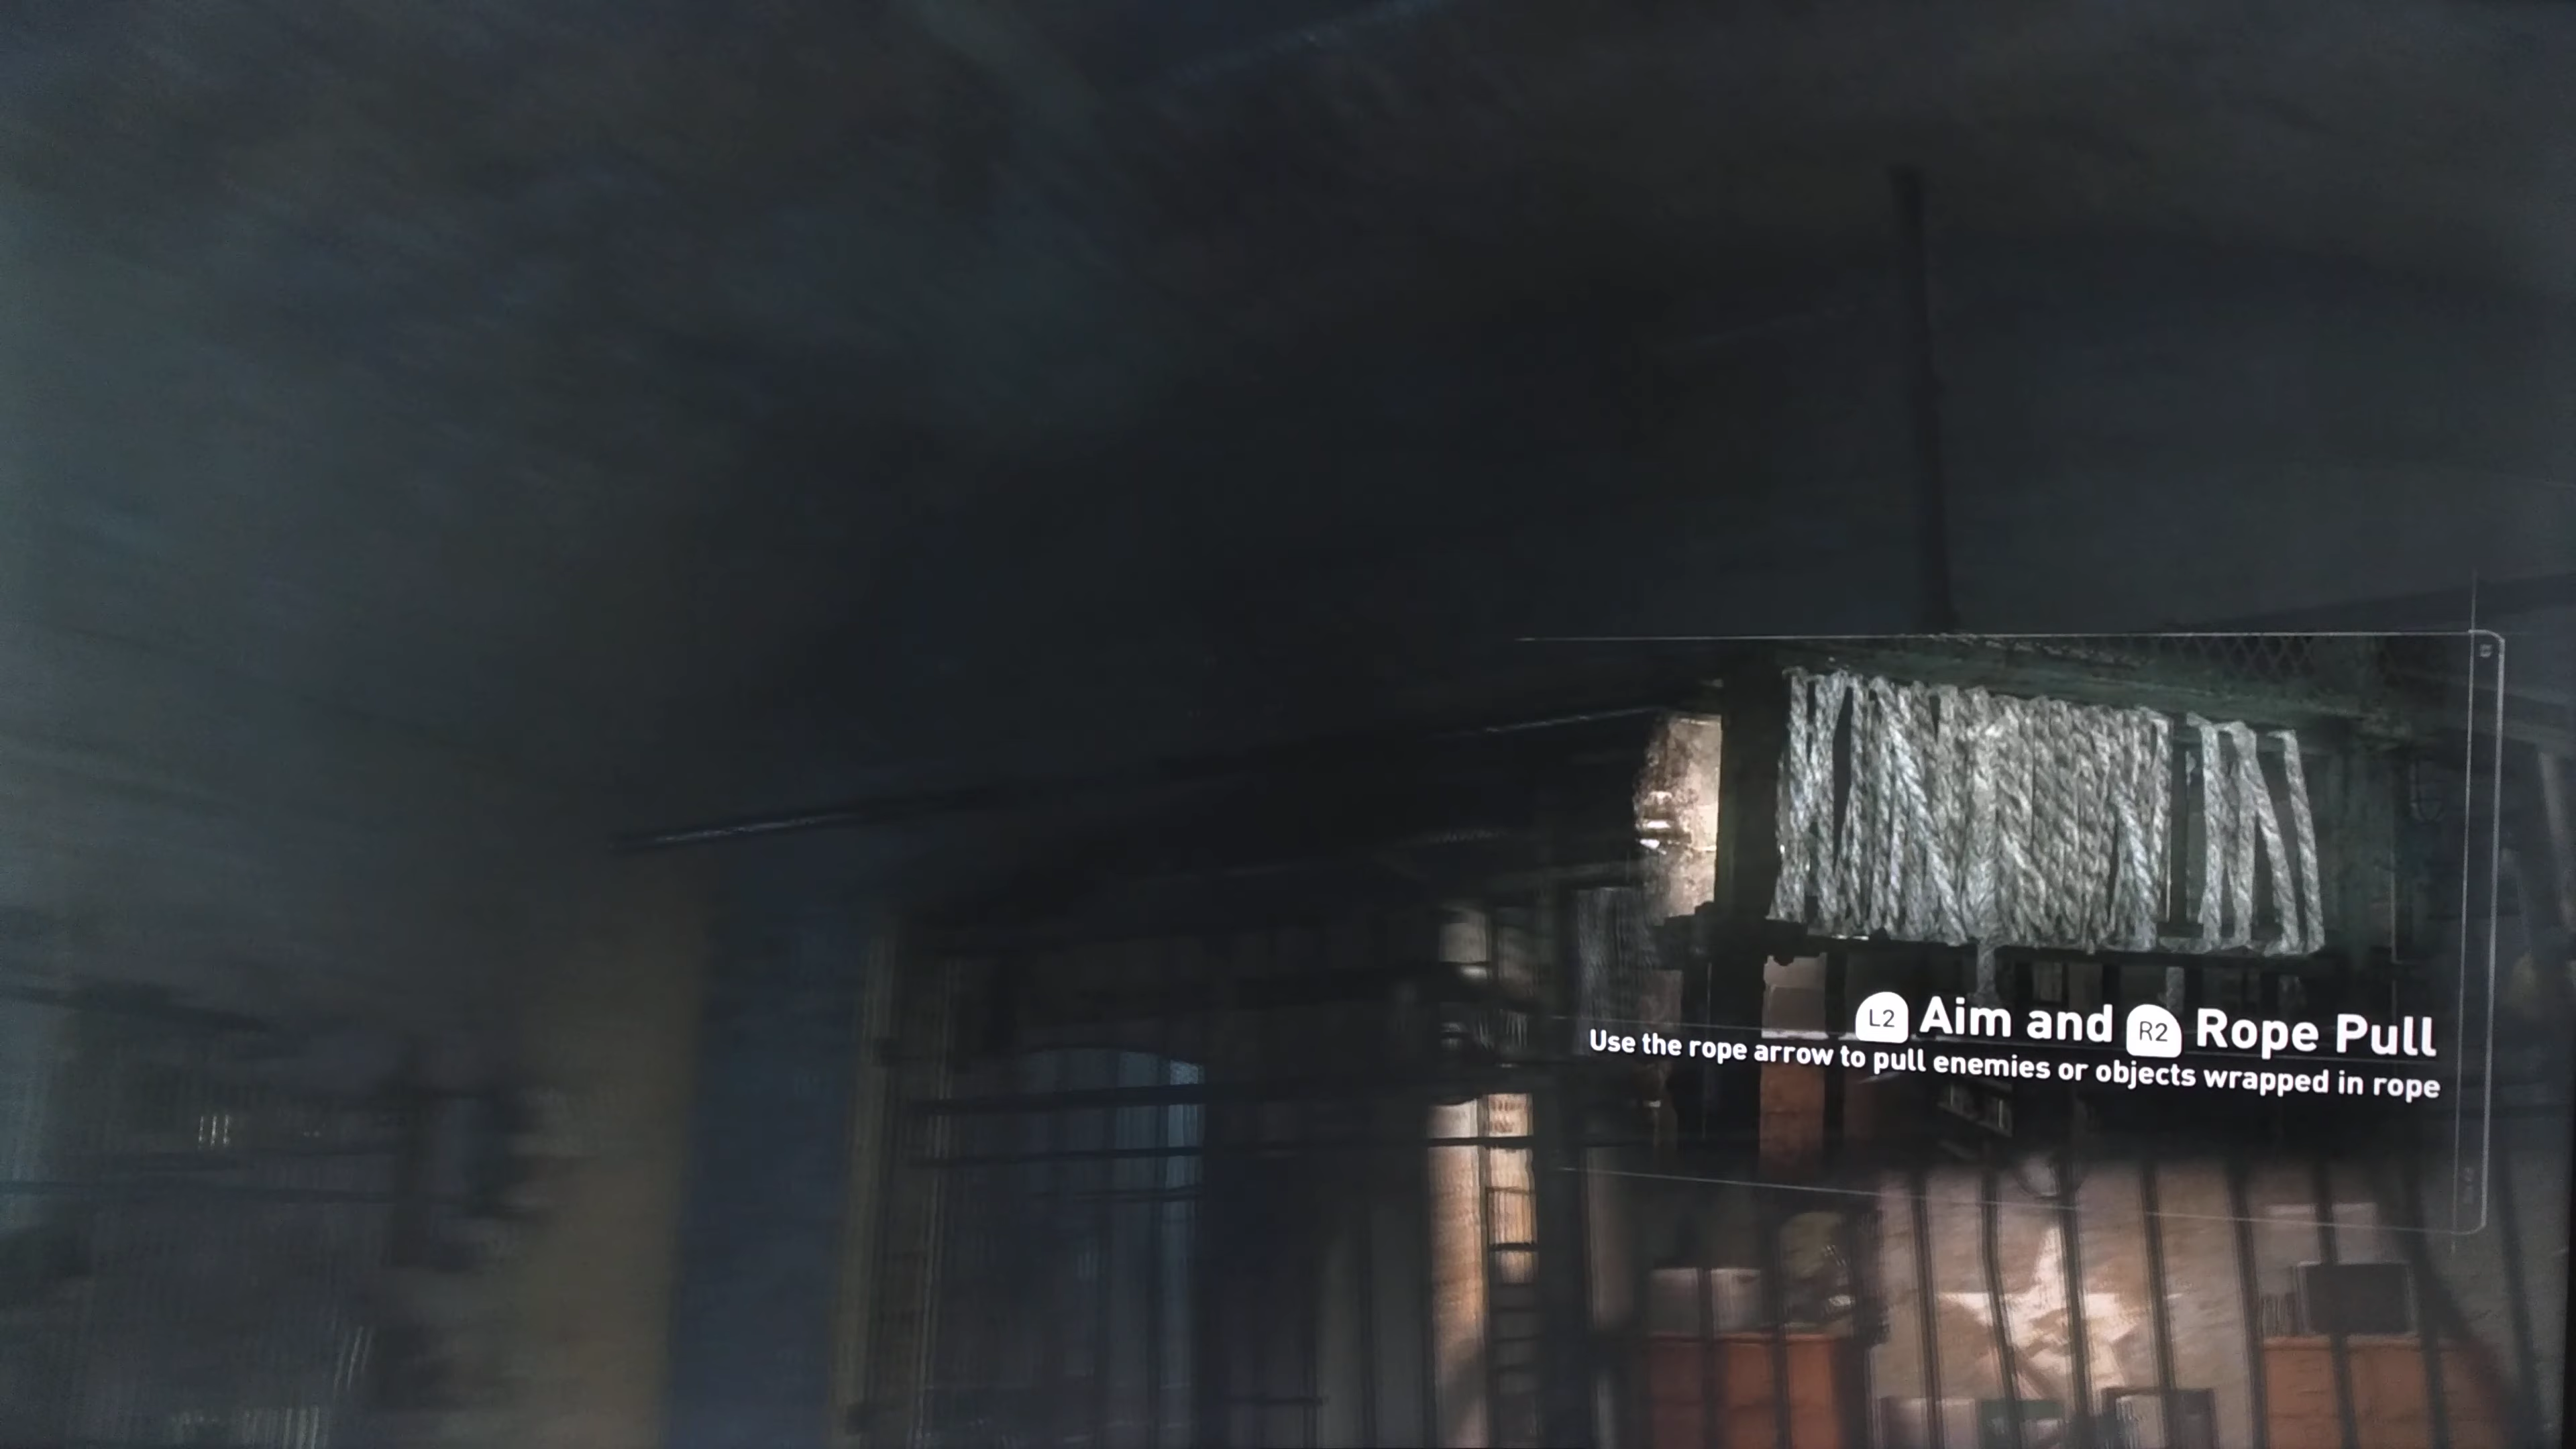 L2 Aim and R2 Rope Pull
Use the rope arrow to pull enemies or objects wrapped in rope